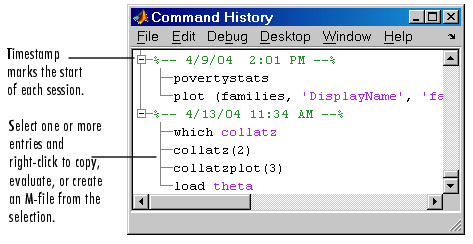 Command History
File Edit Debug Desktop Window Help
Timestamp
marks the start
of each session.
%-- 4/9/04 2:01 PM --%
povertystats
plot (families, 'DisplayName', 'fa
%-- 4/13/04 11:34 AM --%
which collatz
collatz(2)
collatzplot(3)
load theta
Select one or more
entries and
right-click to copy,
evaluate, or create
an M-file from the
selection.